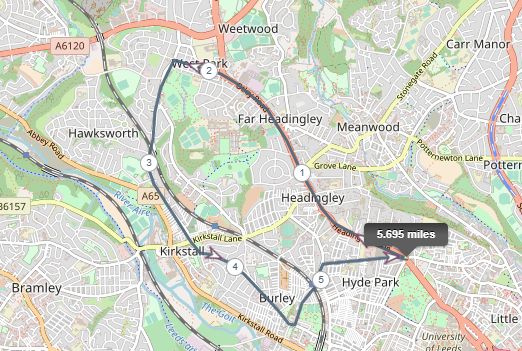 Weetwood
A6120
Carr Manor
West Park
2
Stonegate Road
Far Headingley
Meanwood
Hawksworth
Abbey Road
Potternewton Lane
3
Grove Lane
1
A65
Headingley
River Aire
B6157
Kirkstall Lane
5.695 miles
Kirkstall
4
5
Hyde Park
Bramley
Burley
The Goit
Kirkstall Road
Little
University
of Leeds